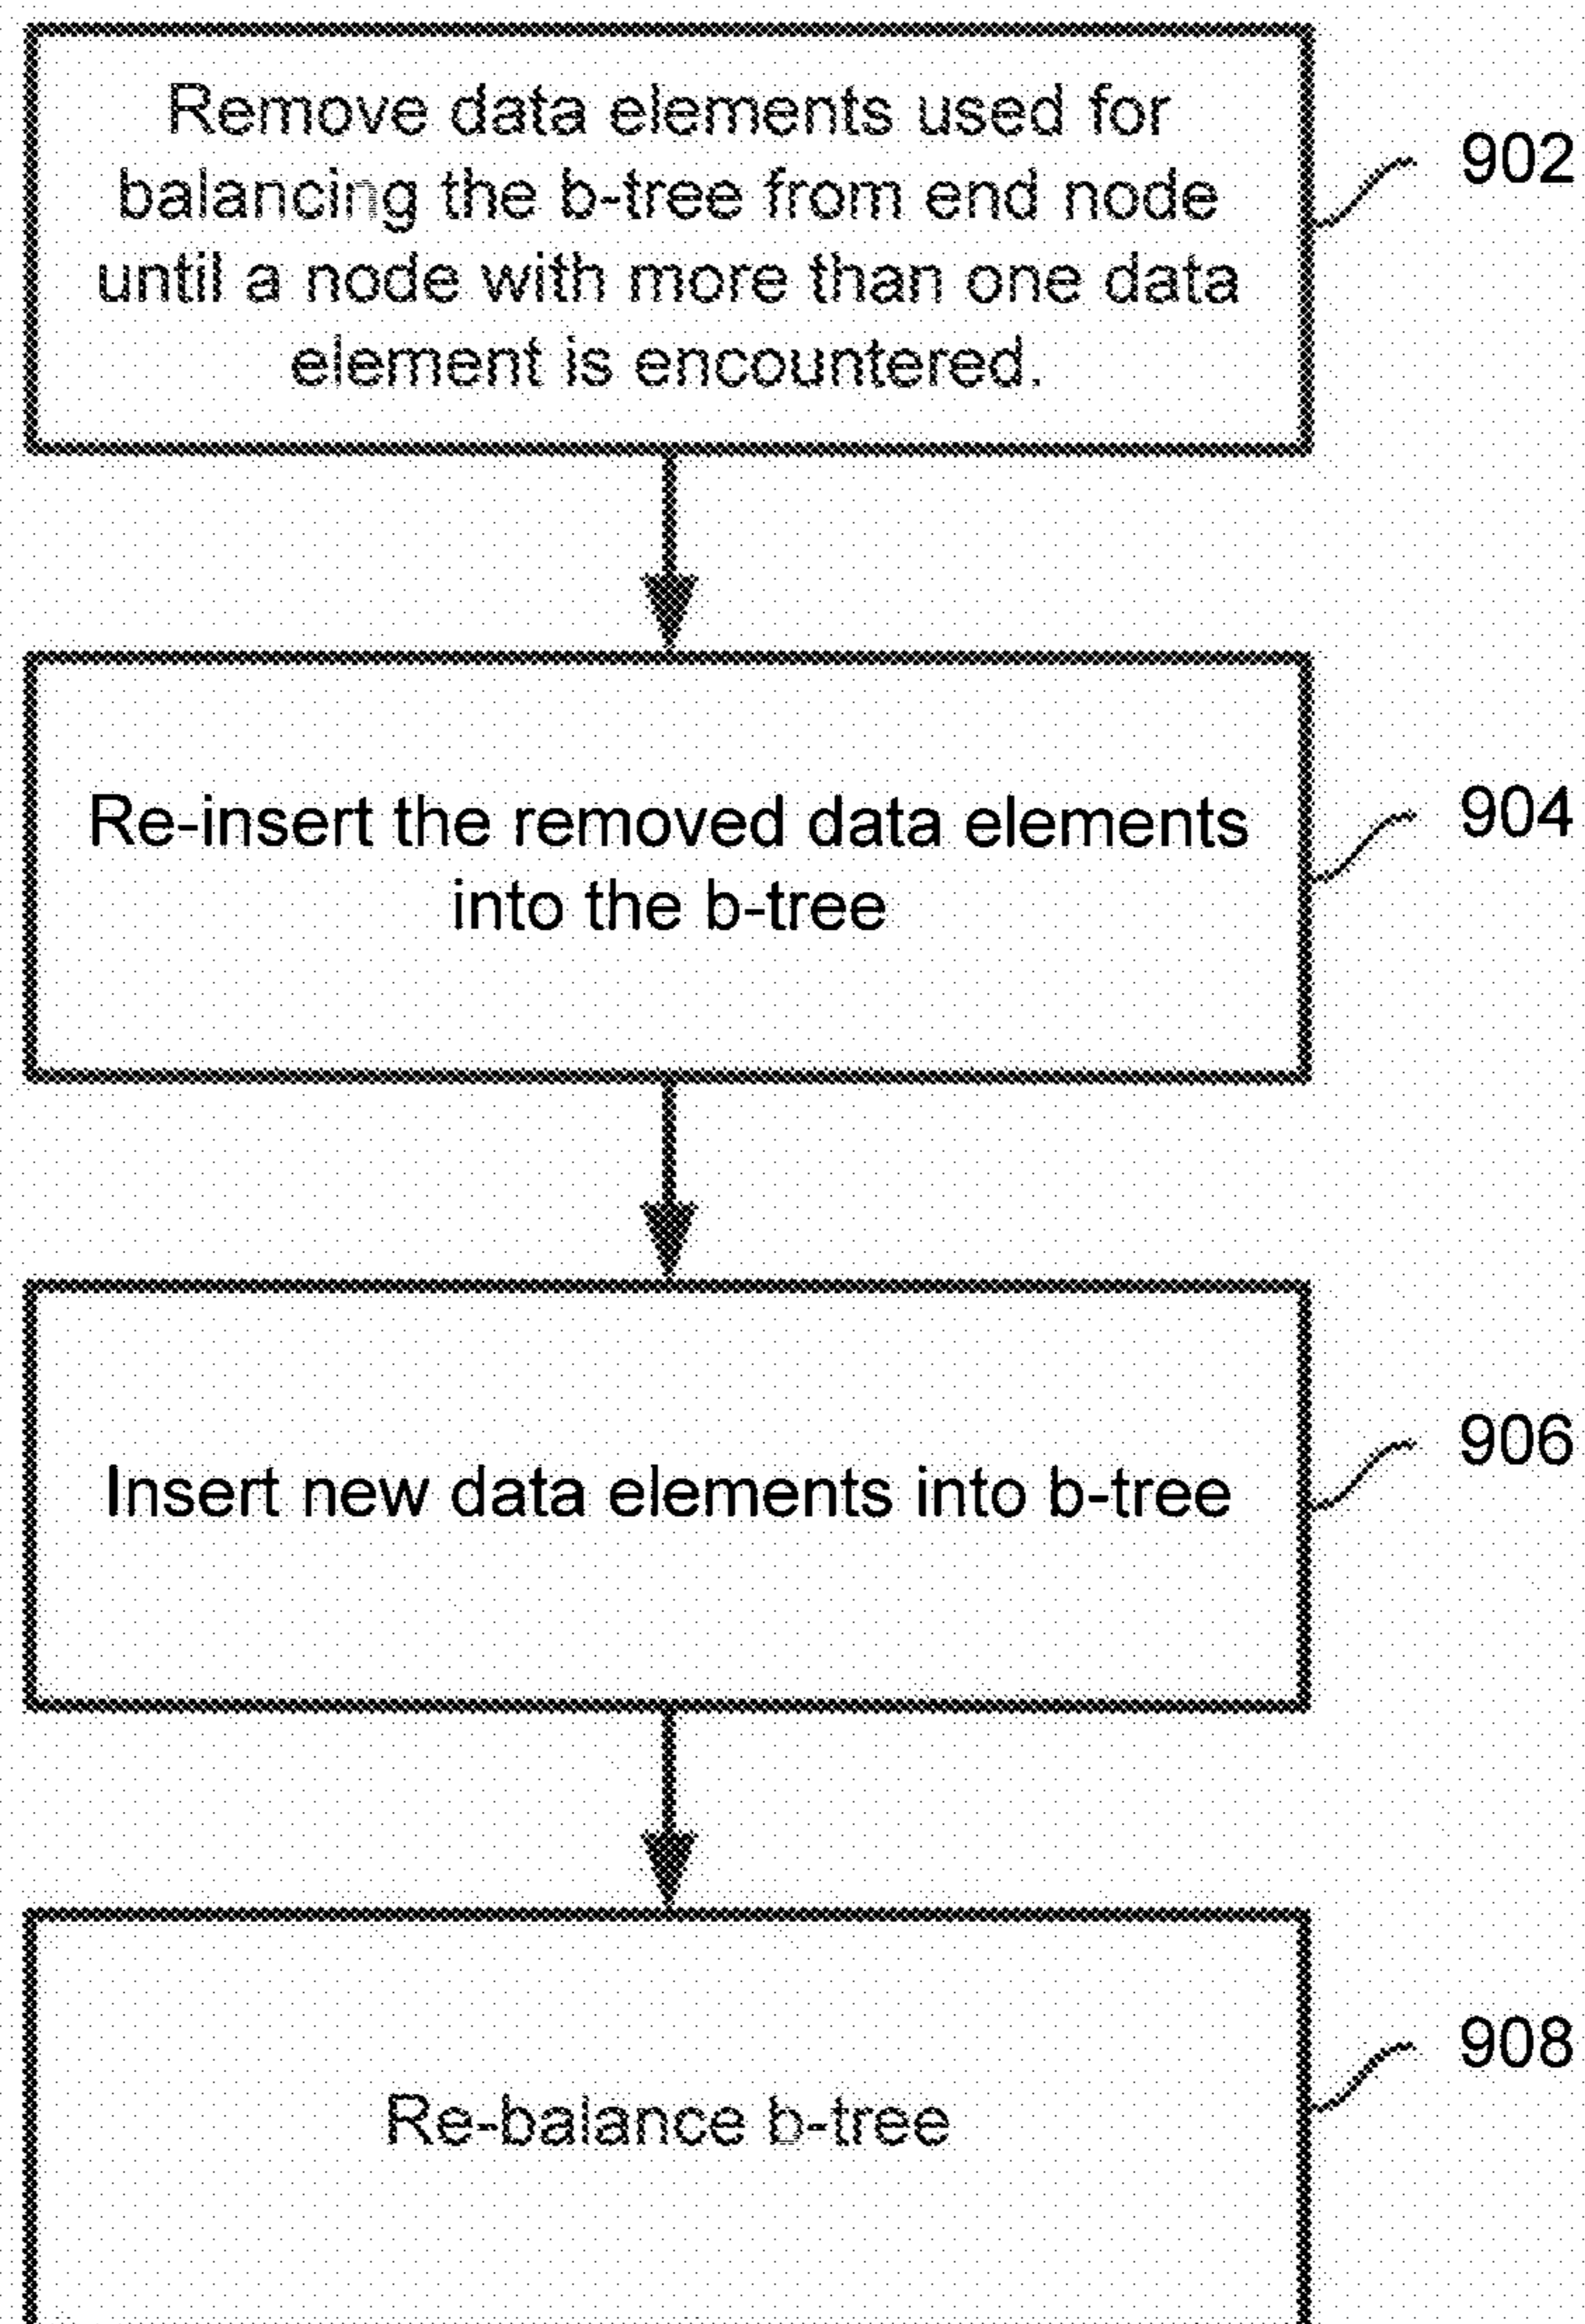 Remove data elements used for
balancing the b-tree from end node
until a node with more than one data
element is encountered.
902
Re-insert the removed data elements
into the b-tree
904
Insert new data elements into b-tree
906
Re-balance b-tree
908